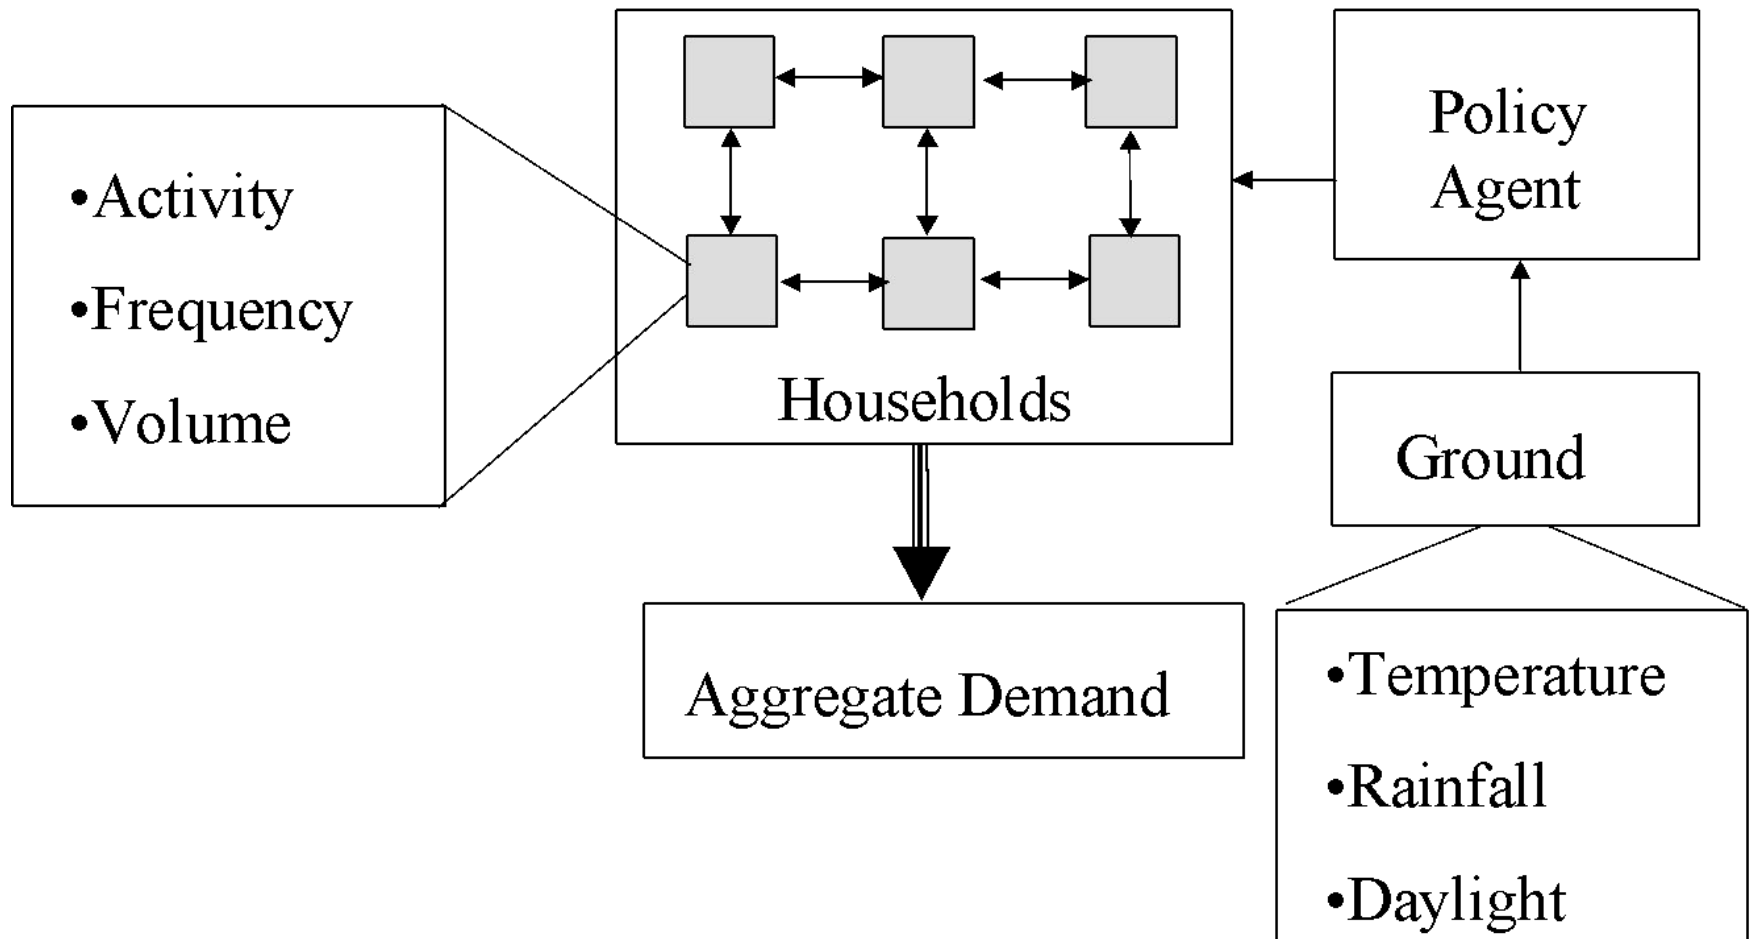 •Activity
•Frequency
•Volume
Households
Policy
Agent
Ground
Aggregate Demand
•Temperature
•Rainfall
•Daylight